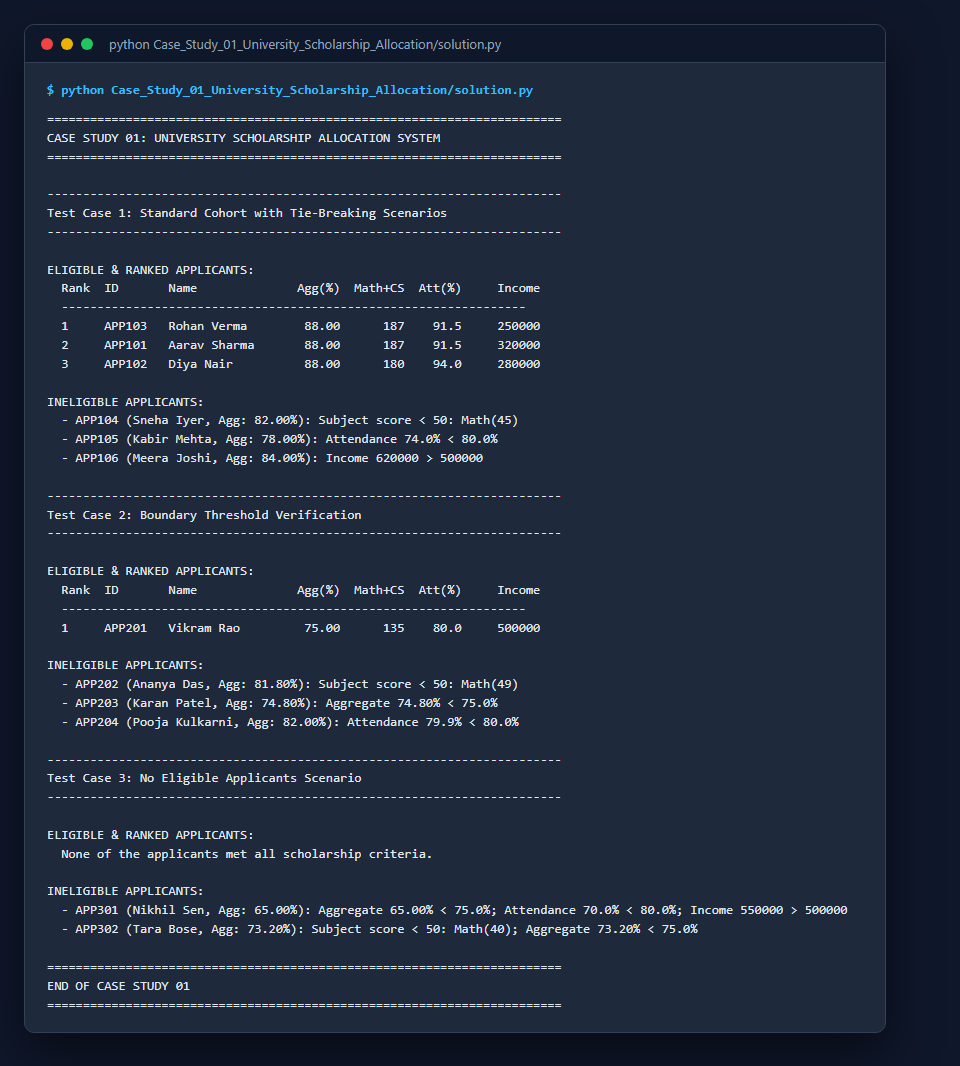 python Case_Study_01_University_Scholarship_Allocation/solution.py
$ python Case_Study_01_University_Scholarship_Allocation/solution.py
========================================================================
CASE STUDY 01: UNIVERSITY SCHOLARSHIP ALLOCATION SYSTEM
========================================================================
------------------------------------------------------------------------
Test Case 1: Standard Cohort with Tie-Breaking Scenarios
------------------------------------------------------------------------
ELIGIBLE & RANKED APPLICANTS:
  Rank  ID       Name              Agg(%)  Math+CS  Att(%)     Income
  -----------------------------------------------------------------
  1     APP103   Rohan Verma        88.00      187    91.5     250000
  2     APP101   Aarav Sharma       88.00      187    91.5     320000
  3     APP102   Diya Nair          88.00      180    94.0     280000
INELIGIBLE APPLICANTS:
  - APP104 (Sneha Iyer, Agg: 82.00%): Subject score < 50: Math(45)
  - APP105 (Kabir Mehta, Agg: 78.00%): Attendance 74.0% < 80.0%
  - APP106 (Meera Joshi, Agg: 84.00%): Income 620000 > 500000
------------------------------------------------------------------------
Test Case 2: Boundary Threshold Verification
------------------------------------------------------------------------
ELIGIBLE & RANKED APPLICANTS:
  Rank  ID       Name              Agg(%)  Math+CS  Att(%)     Income
  -----------------------------------------------------------------
  1     APP201   Vikram Rao         75.00      135    80.0     500000
INELIGIBLE APPLICANTS:
  - APP202 (Ananya Das, Agg: 81.80%): Subject score < 50: Math(49)
  - APP203 (Karan Patel, Agg: 74.80%): Aggregate 74.80% < 75.0%
  - APP204 (Pooja Kulkarni, Agg: 82.00%): Attendance 79.9% < 80.0%
------------------------------------------------------------------------
Test Case 3: No Eligible Applicants Scenario
------------------------------------------------------------------------
ELIGIBLE & RANKED APPLICANTS:
  None of the applicants met all scholarship criteria.
INELIGIBLE APPLICANTS:
  - APP301 (Nikhil Sen, Agg: 65.00%): Aggregate 65.00% < 75.0%; Attendance 70.0% < 80.0%; Income 550000 > 500000
  - APP302 (Tara Bose, Agg: 73.20%): Subject score < 50: Math(40); Aggregate 73.20% < 75.0%
========================================================================
END OF CASE STUDY 01
========================================================================